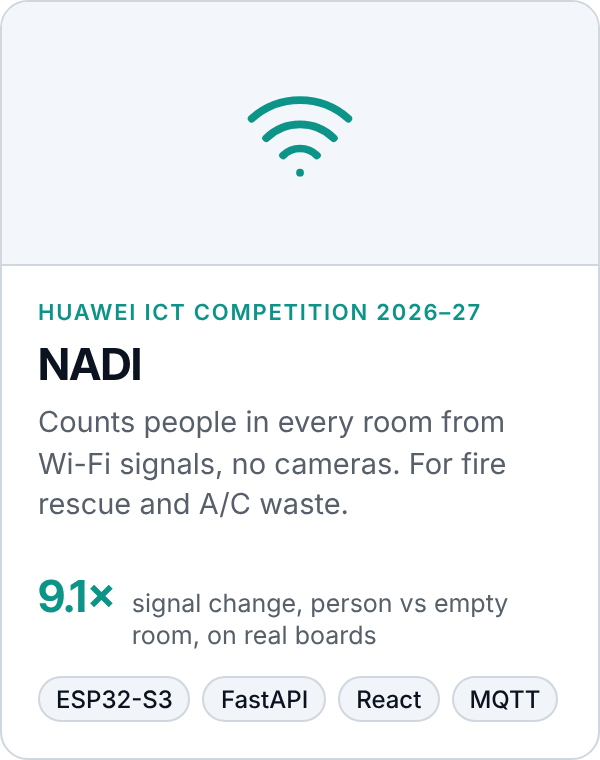 HUAWEI ICT COMPETITION 2026–27
NADI
Counts people in every room from
Wi-Fi signals, no cameras. For fire
rescue and A/C waste.
9.1× signal change, person vs empty
room, on real boards
ESP32-S3 FastAPI React MQTT